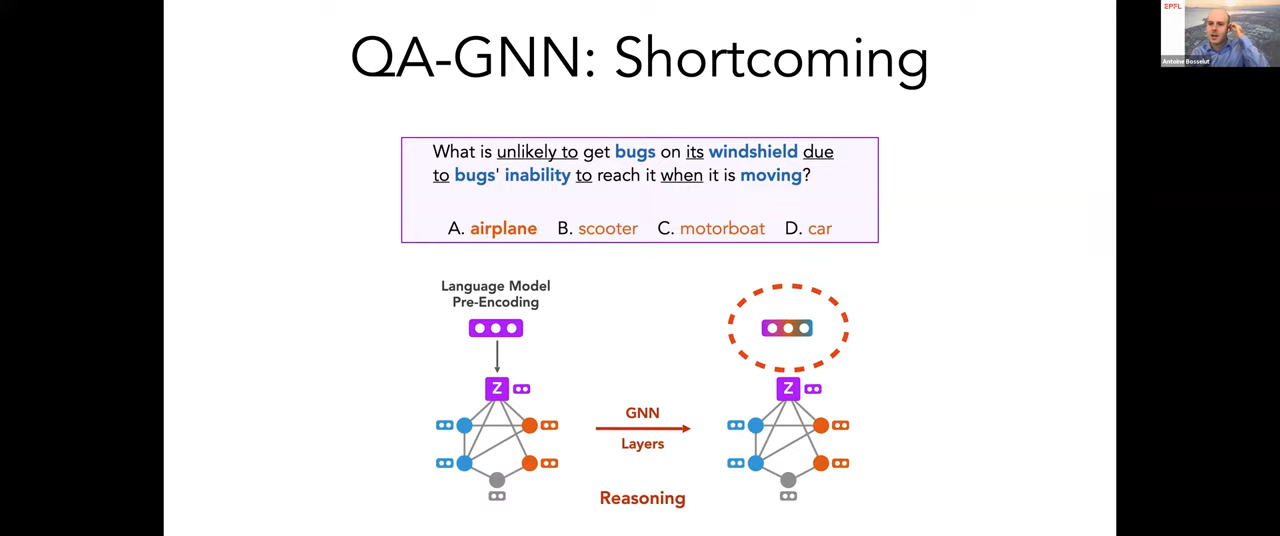 EPFL
Antoine Bosselut
QA-GNN: Shortcoming
What is unlikely to get bugs on its windshield due
to bugs' inability to reach it when it is moving?
A. airplane B. scooter C. motorboat D. car
Language Model
Pre-Encoding
Z
Z
GNN
Layers
Reasoning